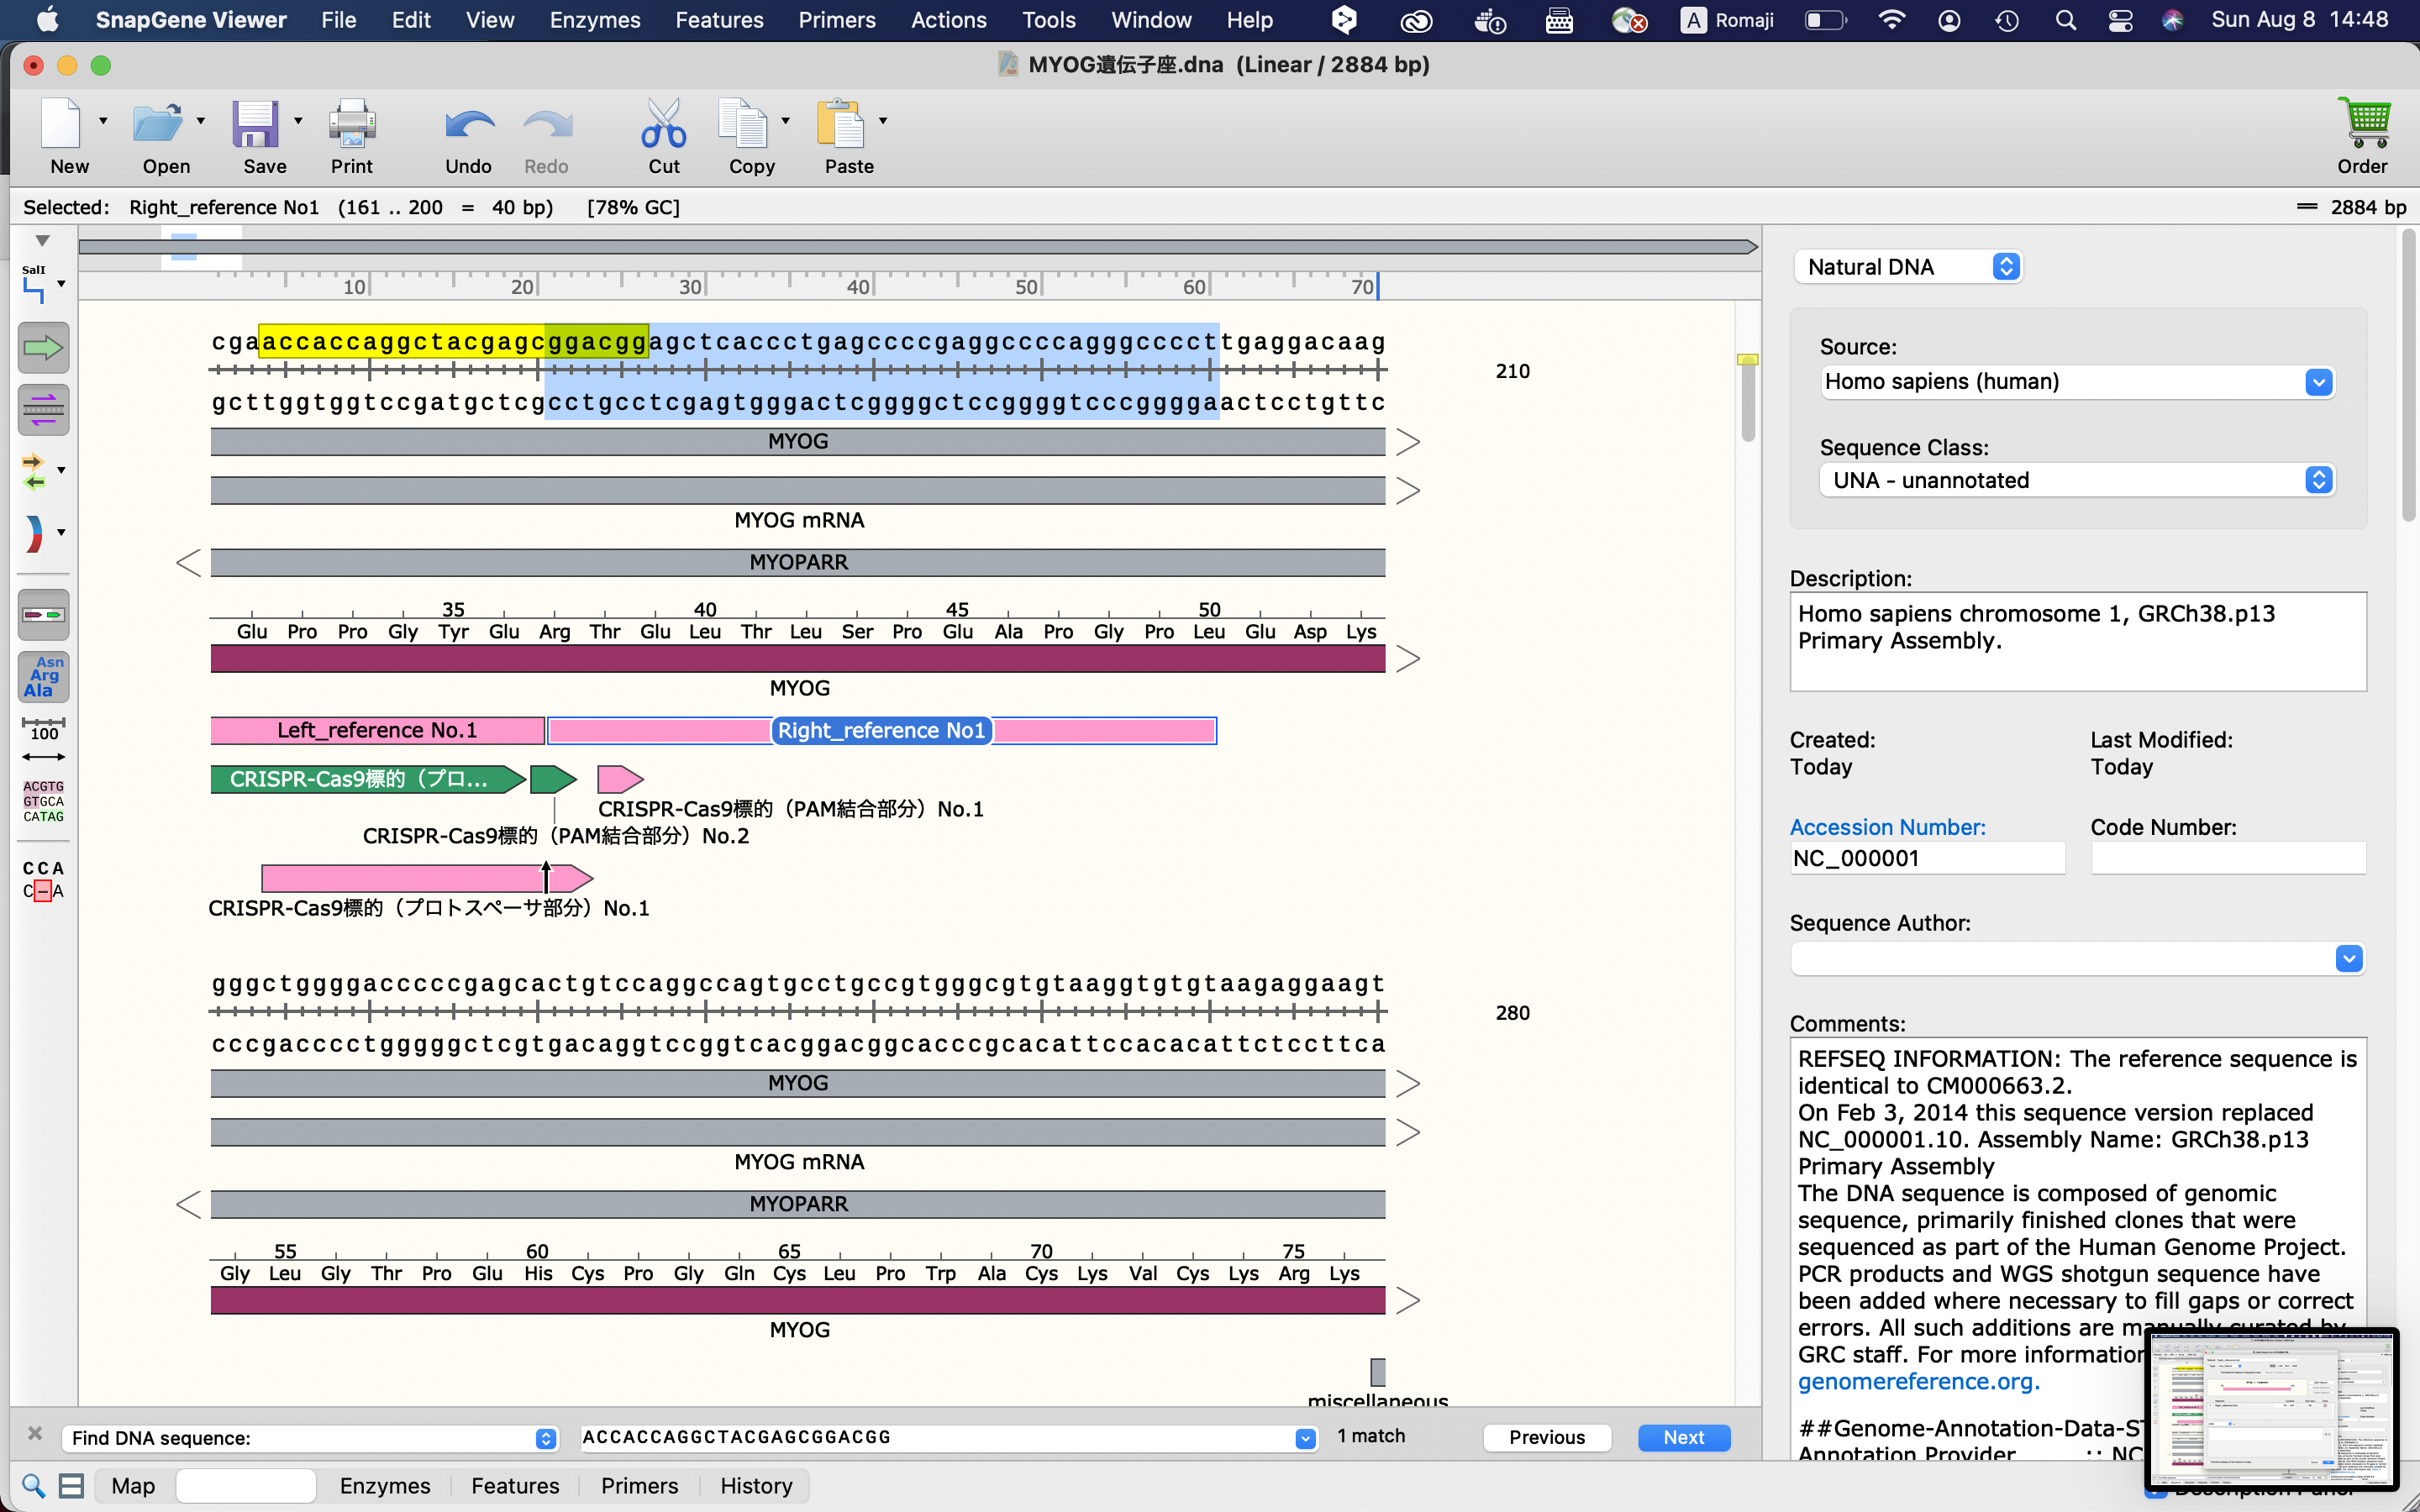 SnapGene Viewer File Edit View Enzymes Features Primers Actions Tools Window Help A Romaji Sun Aug 8 14:48
MYOG遺伝子座.dna (Linear / 2884 bp)
New Open Save Print Undo Redo Cut Copy Paste Order
Selected: Right_reference No1 (161 .. 200 = 40 bp) [78% GC] 2884 bp
SalI
10 20 30 40 50 60 70
cgaaccaccaggctacgagcggacggagctcaccctgagccccgaggccccagggcccctтgaggacaag
210
gcttggtggtccgatgctcgcctgcctcgagtgggactcggggctccggggtcccggggaactcctgttc
MYOG
MYOG mRNA
MYOPARR
35 40 45 50
Glu Pro Pro Gly Tyr Glu Arg Thr Glu Leu Thr Leu Ser Pro Glu Ala Pro Gly Pro Leu Glu Asp Lys
MYOG
Left_reference No.1 Right_reference No1
CRISPR-Cas9標的（プロ...
CRISPR-Cas9標的（PAM結合部分）No.1
CRISPR-Cas9標的（PAM結合部分）No.2
CRISPR-Cas9標的（プロトスペーサ部分）No.1
gggctggggacccccgagcactgtccaggccagtgcctgccgtgggcgtgtaaggtgtgtaagaggaagt
280
cccgacccctgggggctcgtgacaggtccggtcacggacggcacccgcacattccacacattctccttca
MYOG
MYOG mRNA
MYOPARR
55 60 65 70 75
Gly Leu Gly Thr Pro Glu His Cys Pro Gly Gln Cys Leu Pro Trp Ala Cys Lys Val Cys Lys Arg Lys
MYOG
miscellaneous
Asn
Arg
Ala
100
ACGTG
GTGCA
CATAG
C C A
C-A
Natural DNA
Source:
Homo sapiens (human)
Sequence Class:
UNA - unannotated
Description:
Homo sapiens chromosome 1, GRCh38.p13
Primary Assembly.
Created: Last Modified:
Today Today
Accession Number: Code Number:
NC_000001
Sequence Author:
Comments:
REFSEQ INFORMATION: The reference sequence is
identical to CM000663.2.
On Feb 3, 2014 this sequence version replaced
NC_000001.10. Assembly Name: GRCh38.p13
Primary Assembly
The DNA sequence is composed of genomic
sequence, primarily finished clones that were
sequenced as part of the Human Genome Project.
PCR products and WGS shotgun sequence have
been added where necessary to fill gaps or correct
errors. All such additions are manually curated by
GRC staff. For more information
genomereference.org.
##Genome-Annotation-Data-ST
Annotation Provider :: NC
Find DNA sequence: ACCACCAGGCTACGAGCGGACGG 1 match Previous Next
Map Enzymes Features Primers History
Description Panel